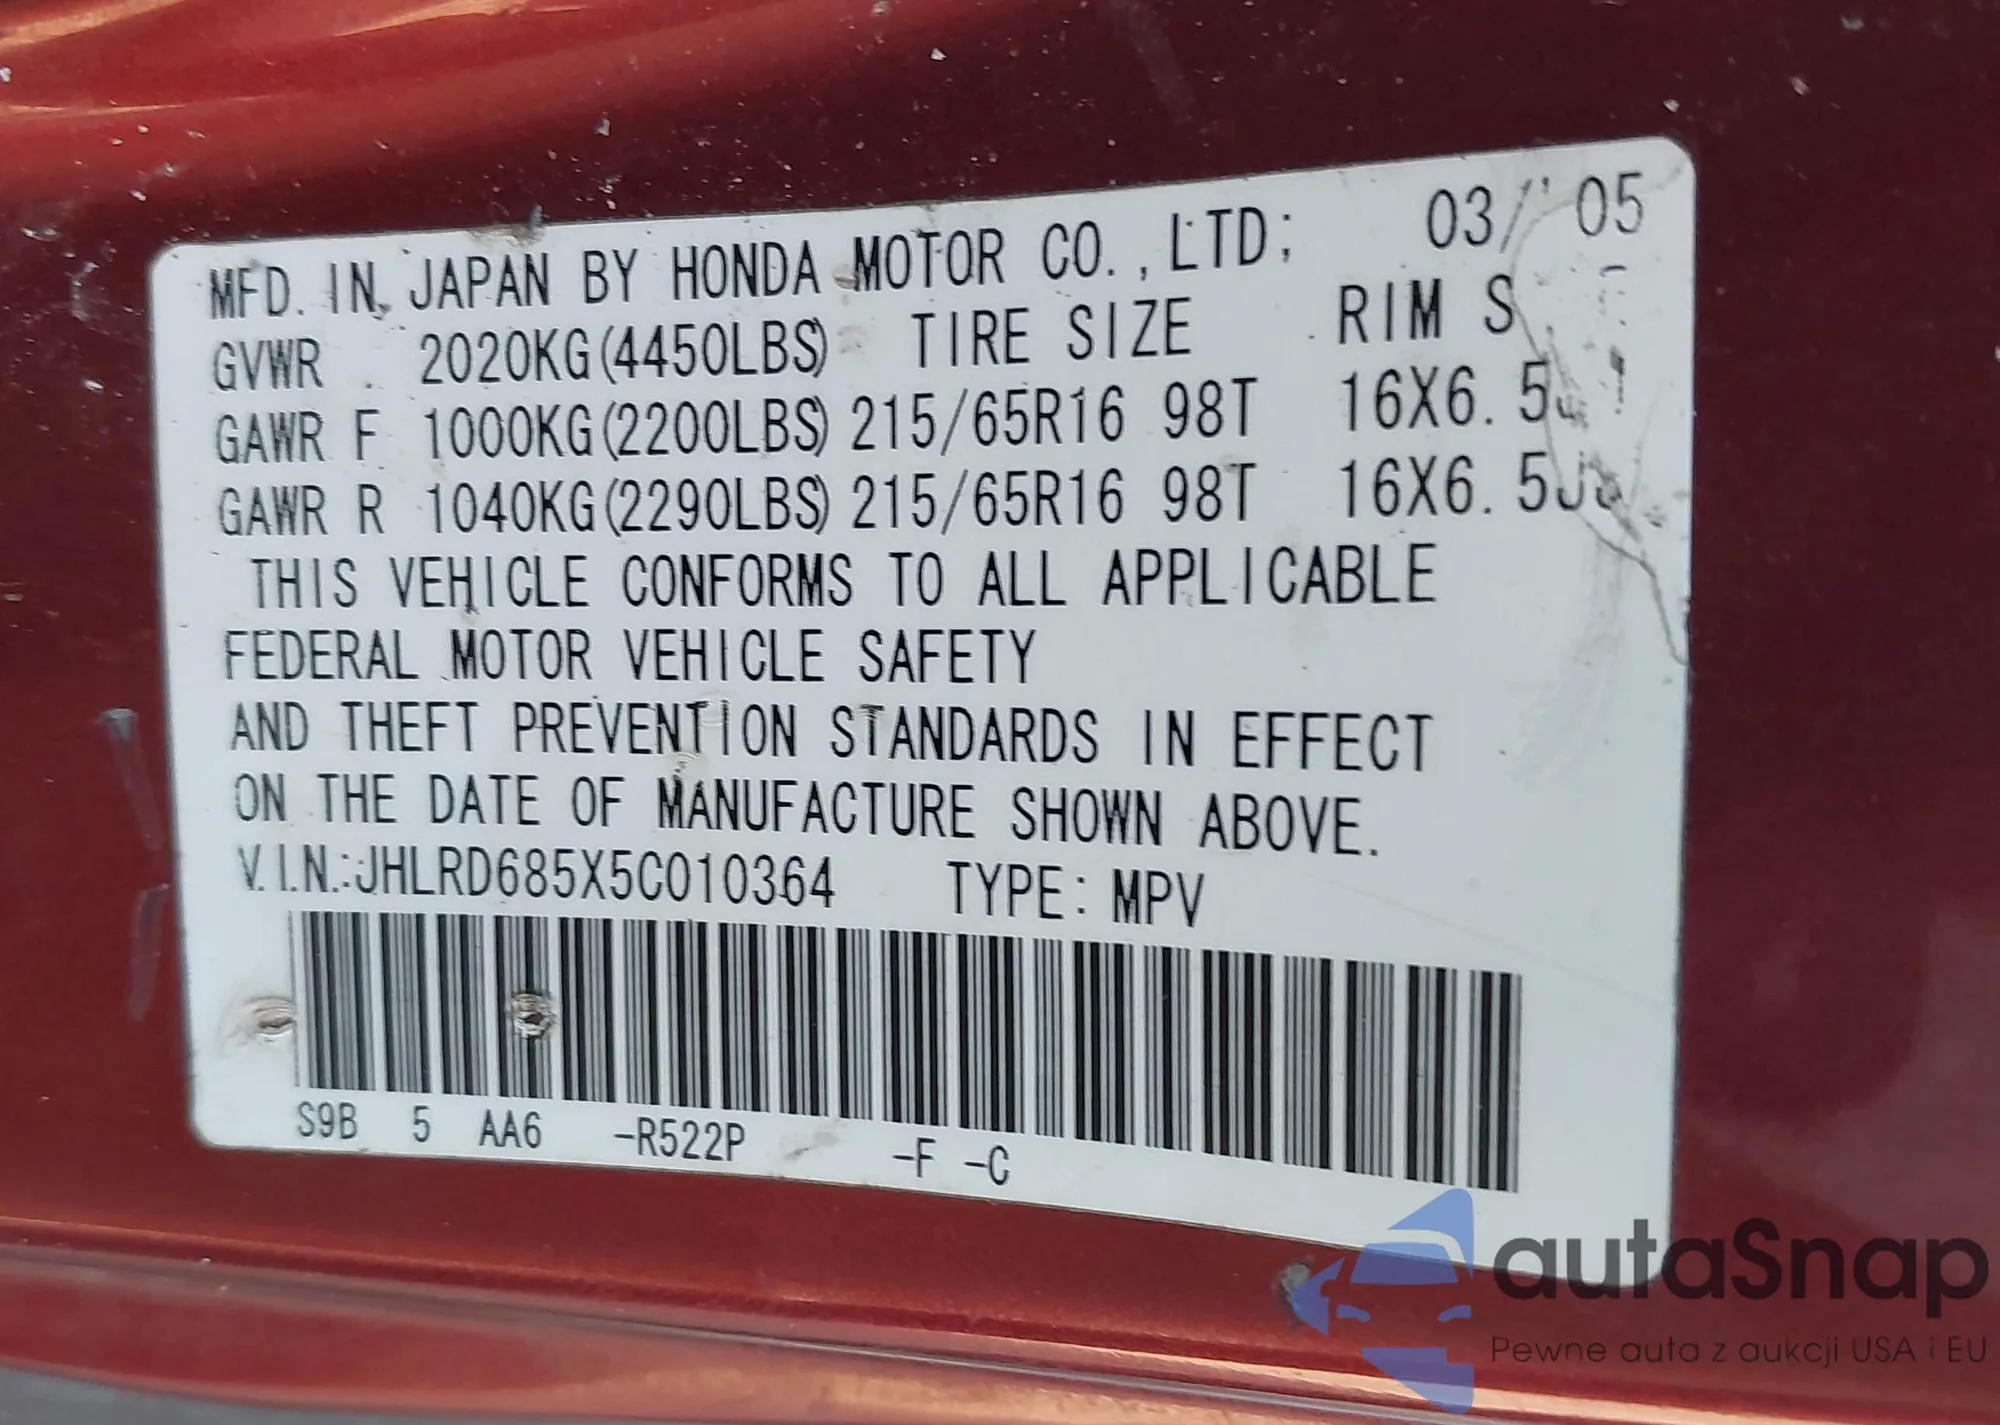 MFD. IN JAPAN BY HONDA MOTOR CO., LTD; 03/'05
GVWR 2020KG(4450LBS) TIRE SIZE RIM S
GAWR F 1000KG(2200LBS) 215/65R16 98T 16X6.5
GAWR R 1040KG(2290LBS) 215/65R16 98T 16X6.5J
THIS VEHICLE CONFORMS TO ALL APPLICABLE
FEDERAL MOTOR VEHICLE SAFETY
AND THEFT PREVENTION STANDARDS IN EFFECT
ON THE DATE OF MANUFACTURE SHOWN ABOVE.
V.I.N.:JHLRD685X5C010364 TYPE: MPV
S9B 5 AA6 -R522P -F -C
autaSnap
Pewne auta z aukcji USA i EU